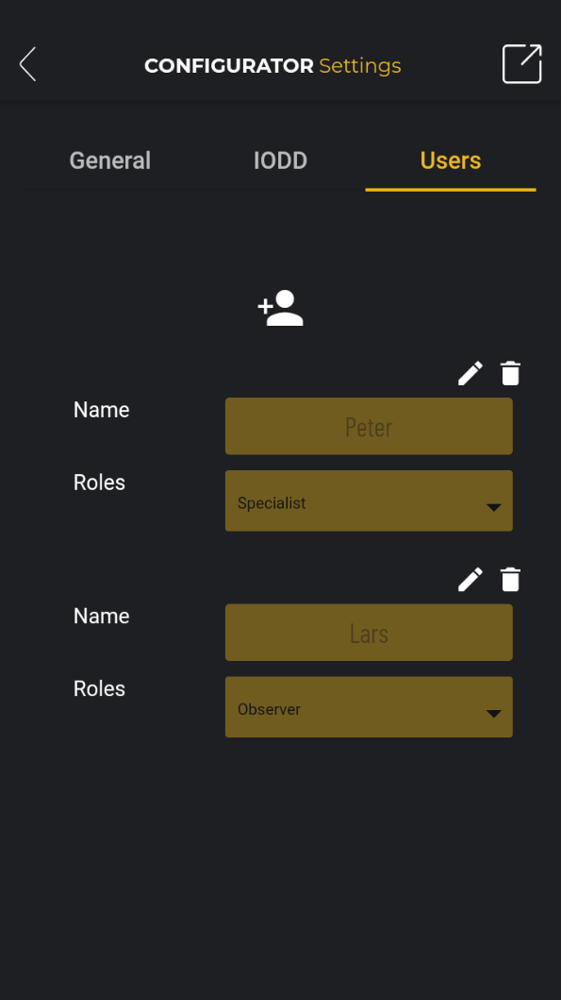 CONFIGURATOR Settings
General IODD Users
Name Peter
Roles Specialist
Name Lars
Roles Observer